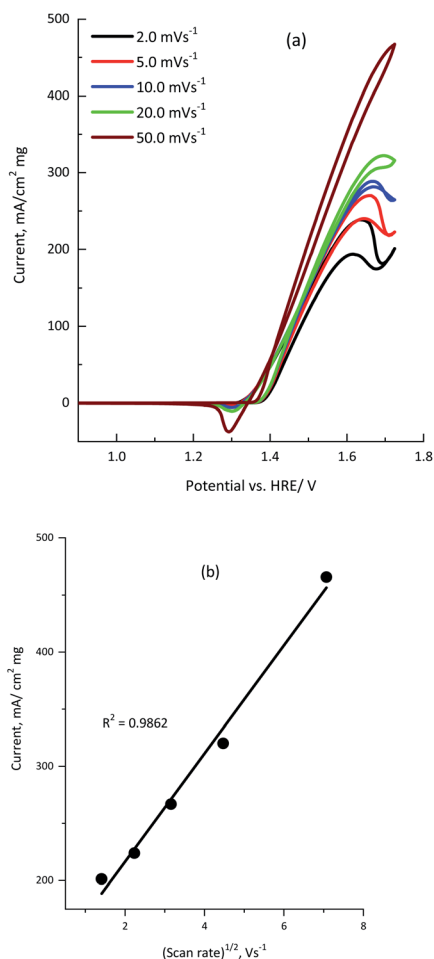 (a)
2.0 mVs⁻¹
5.0 mVs⁻¹
10.0 mVs⁻¹
20.0 mVs⁻¹
50.0 mVs⁻¹
500
400
300
200
100
0
Current, mA/cm² mg
1.0
1.2
1.4
1.6
1.8
Potential vs. HRE/ V
(b)
R² = 0.9862
500
400
300
200
Current, mA/ cm² mg
2
4
6
8
(Scan rate)¹/², Vs⁻¹